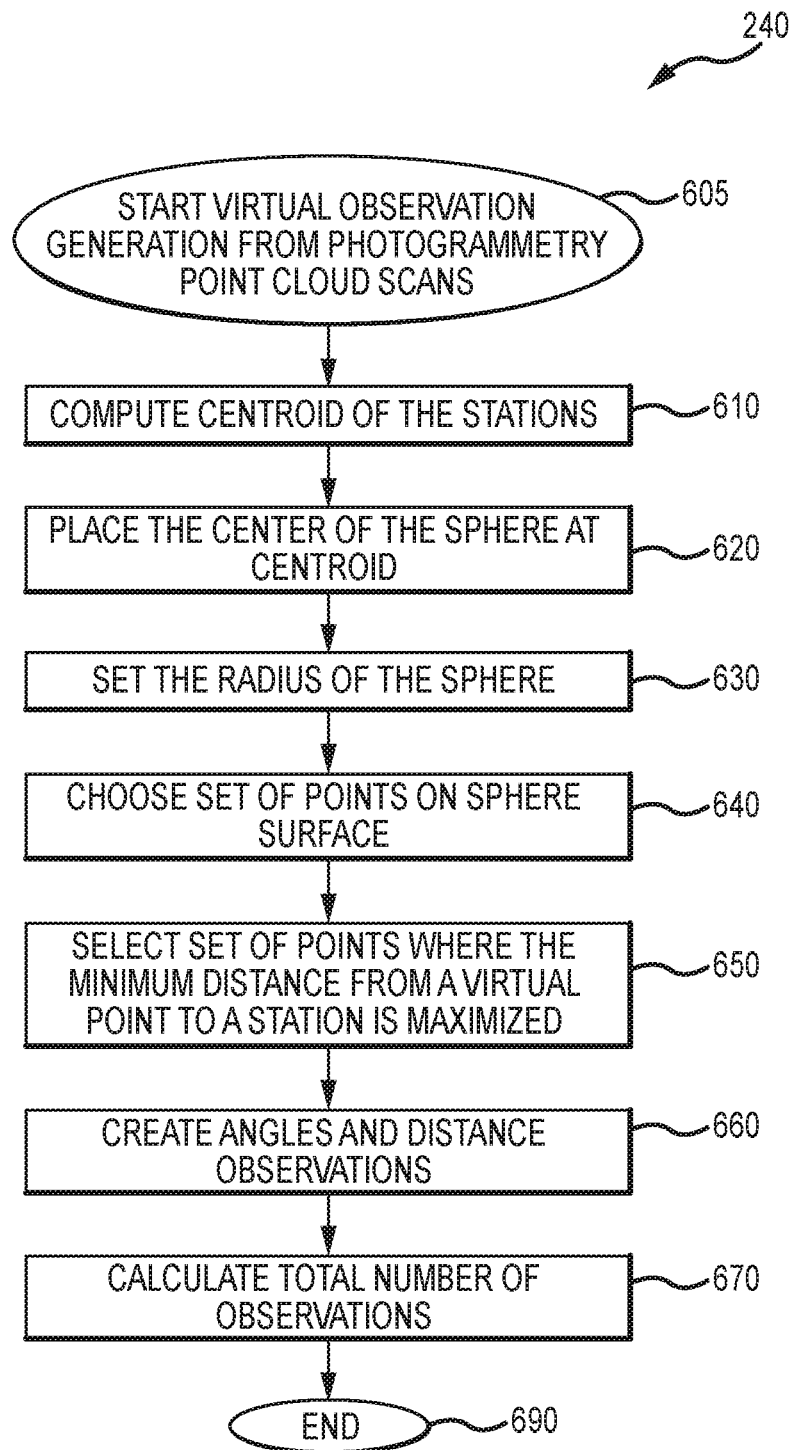 240
START VIRTUAL OBSERVATION
GENERATION FROM PHOTOGRAMMETRY
POINT CLOUD SCANS
605
COMPUTE CENTROID OF THE STATIONS
610
PLACE THE CENTER OF THE SPHERE AT
CENTROID
620
SET THE RADIUS OF THE SPHERE
630
CHOOSE SET OF POINTS ON SPHERE
SURFACE
640
SELECT SET OF POINTS WHERE THE
MINIMUM DISTANCE FROM A VIRTUAL
POINT TO A STATION IS MAXIMIZED
650
CREATE ANGLES AND DISTANCE
OBSERVATIONS
660
CALCULATE TOTAL NUMBER OF
OBSERVATIONS
670
END
690